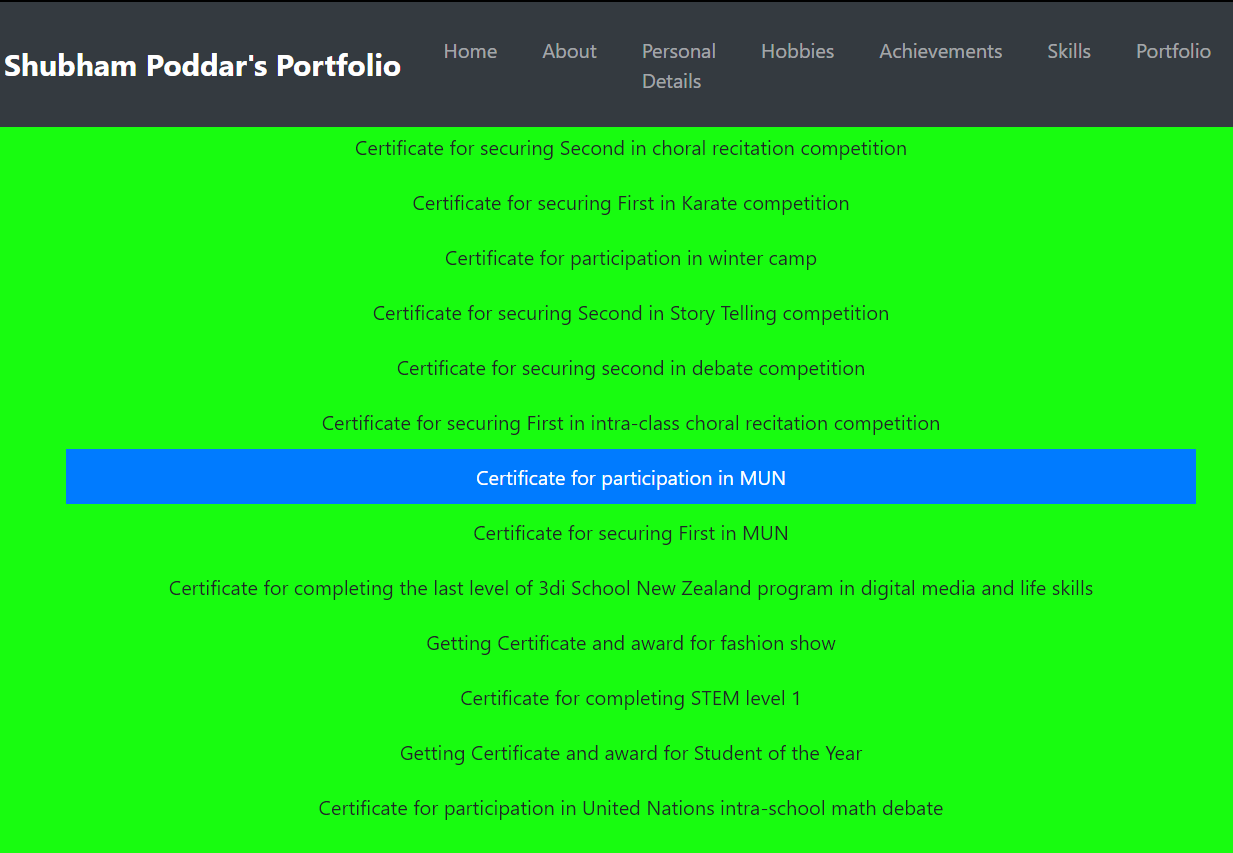 Shubham Poddar's Portfolio
Home
About
Personal
Details
Hobbies
Achievements
Skills
Portfolio
Certificate for securing Second in choral recitation competition
Certificate for securing First in Karate competition
Certificate for participation in winter camp
Certificate for securing Second in Story Telling competition
Certificate for securing second in debate competition
Certificate for securing First in intra-class choral recitation competition
Certificate for participation in MUN
Certificate for securing First in MUN
Certificate for completing the last level of 3di School New Zealand program in digital media and life skills
Getting Certificate and award for fashion show
Certificate for completing STEM level 1
Getting Certificate and award for Student of the Year
Certificate for participation in United Nations intra-school math debate